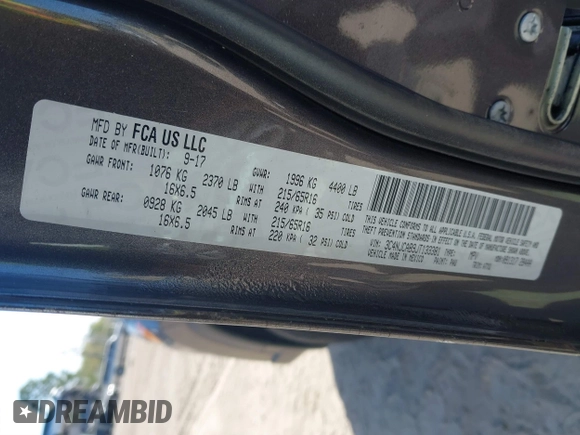 MFD BY FCA US LLC
DATE OF MFR(BUILT): 9-17
GVWR: 1996 KG 4400 LB
GAWR FRONT: 1076 KG 2370 LB WITH 215/65R16 TIRES
16X6.5 RIMS AT 240 KPA ( 35 PSI) COLD
GAWR REAR: 0928 KG 2045 LB WITH 215/65R16 TIRES
16X6.5 RIMS AT 220 KPA ( 32 PSI) COLD
THIS VEHICLE CONFORMS TO ALL APPLICABLE U.S.A. FEDERAL MOTOR VEHICLE SAFETY AND
THEFT PREVENTION STANDARDS IN EFFECT ON THE DATE OF MANUFACTURE SHOWN ABOVE.
VIN:
MADE IN MEXICO PAINT: TRIM:
DREAMBID